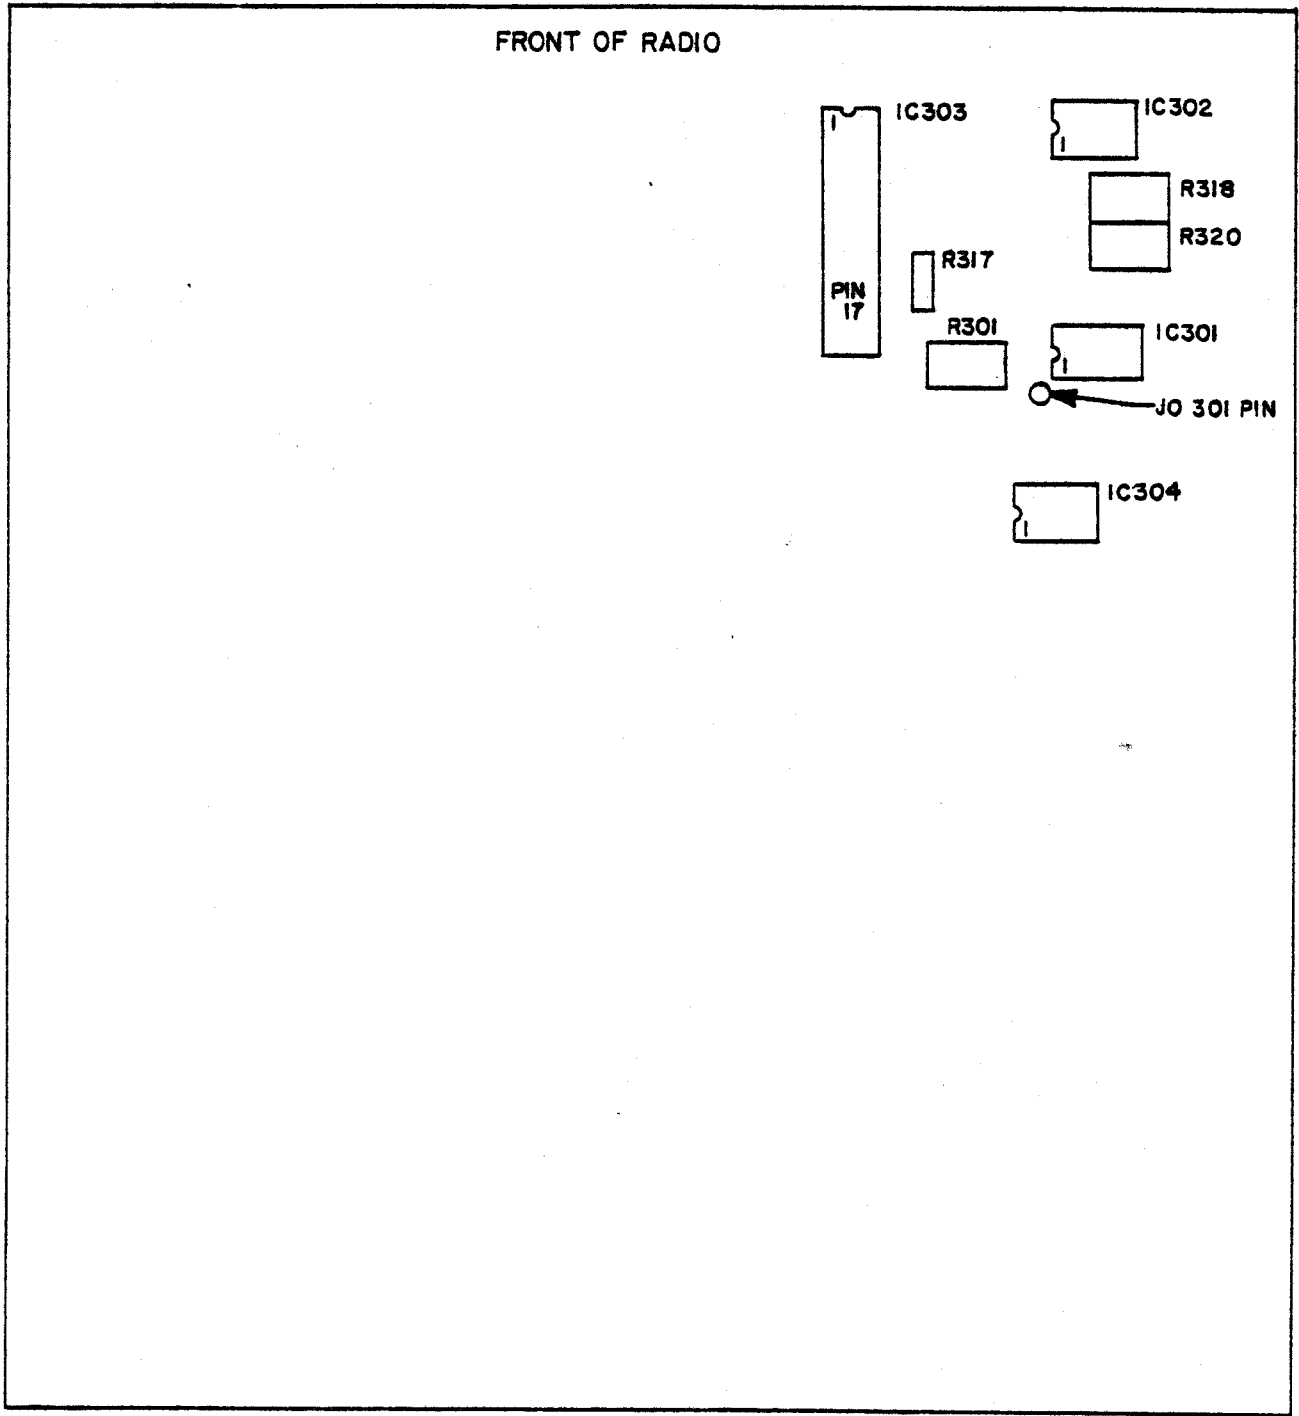 FRONT OF RADIO
IC303
1
IC302
1
R318
R320
R317
PIN
17
R301
IC301
1
JO 301 PIN
IC304
1